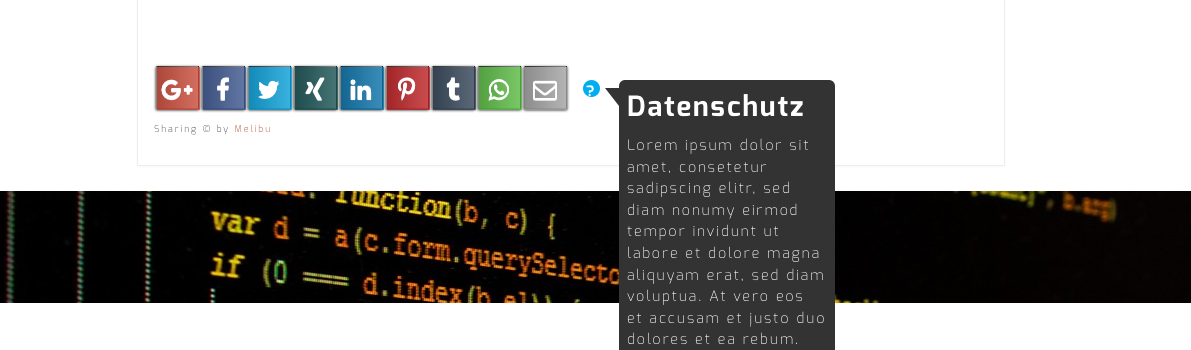 ?
Datenschutz
Lorem ipsum dolor sit
amet, consetetur
sadipscing elitr, sed
diam nonumy eirmod
tempor invidunt ut
labore et dolore magna
aliquyam erat, sed diam
voluptua. At vero eos
et accusam et justo duo
dolores et ea rebum.
Sharing © by Melibu
function(b, c) {
var d = a(c.form.querySelecto
if (0 === d.index(b